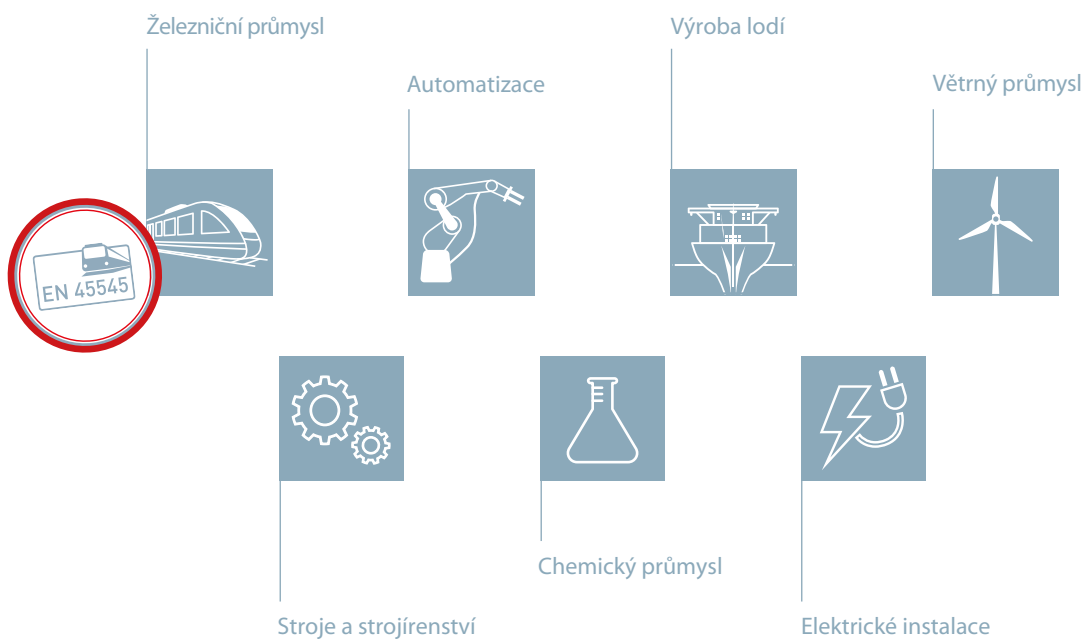 Železniční průmysl
Výroba lodí
Automatizace
Větrný průmysl
EN 45545
Chemický průmysl
Stroje a strojírenství
Elektrické instalace